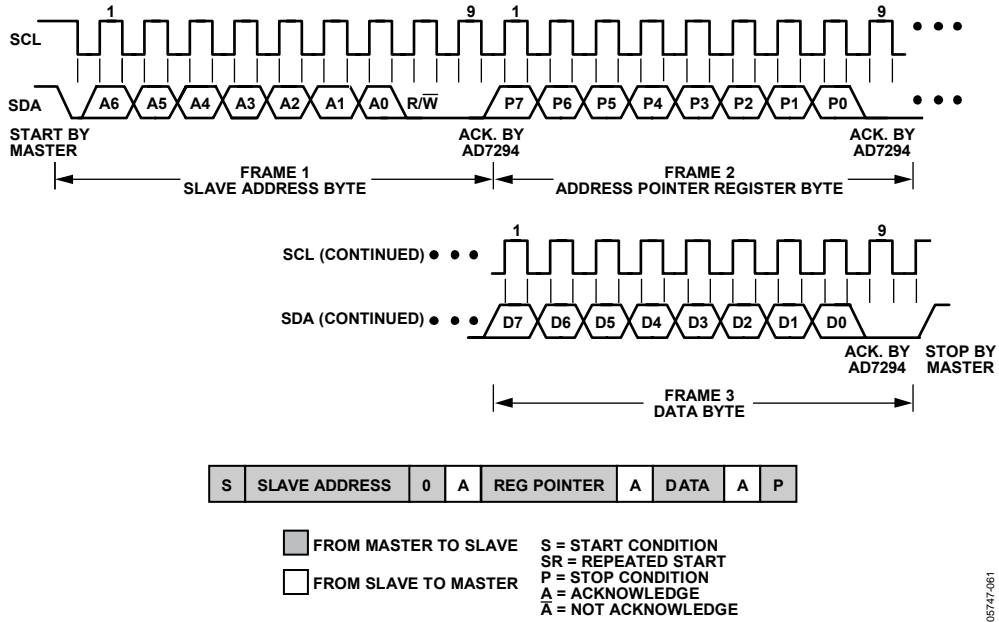 1 9 1 9
SCL
SDA A6 A5 A4 A3 A2 A1 A0 R/W̅ P7 P6 P5 P4 P3 P2 P1 P0
START BY
MASTER
ACK. BY
AD7294
ACK. BY
AD7294
FRAME 1
SLAVE ADDRESS BYTE
FRAME 2
ADDRESS POINTER REGISTER BYTE
1 9
SCL (CONTINUED)
SDA (CONTINUED) D7 D6 D5 D4 D3 D2 D1 D0
ACK. BY
AD7294
STOP BY
MASTER
FRAME 3
DATA BYTE
S SLAVE ADDRESS 0 A REG POINTER A DATA A P
FROM MASTER TO SLAVE
FROM SLAVE TO MASTER
S = START CONDITION
SR = REPEATED START
P = STOP CONDITION
A = ACKNOWLEDGE
A̅ = NOT ACKNOWLEDGE
05747-061